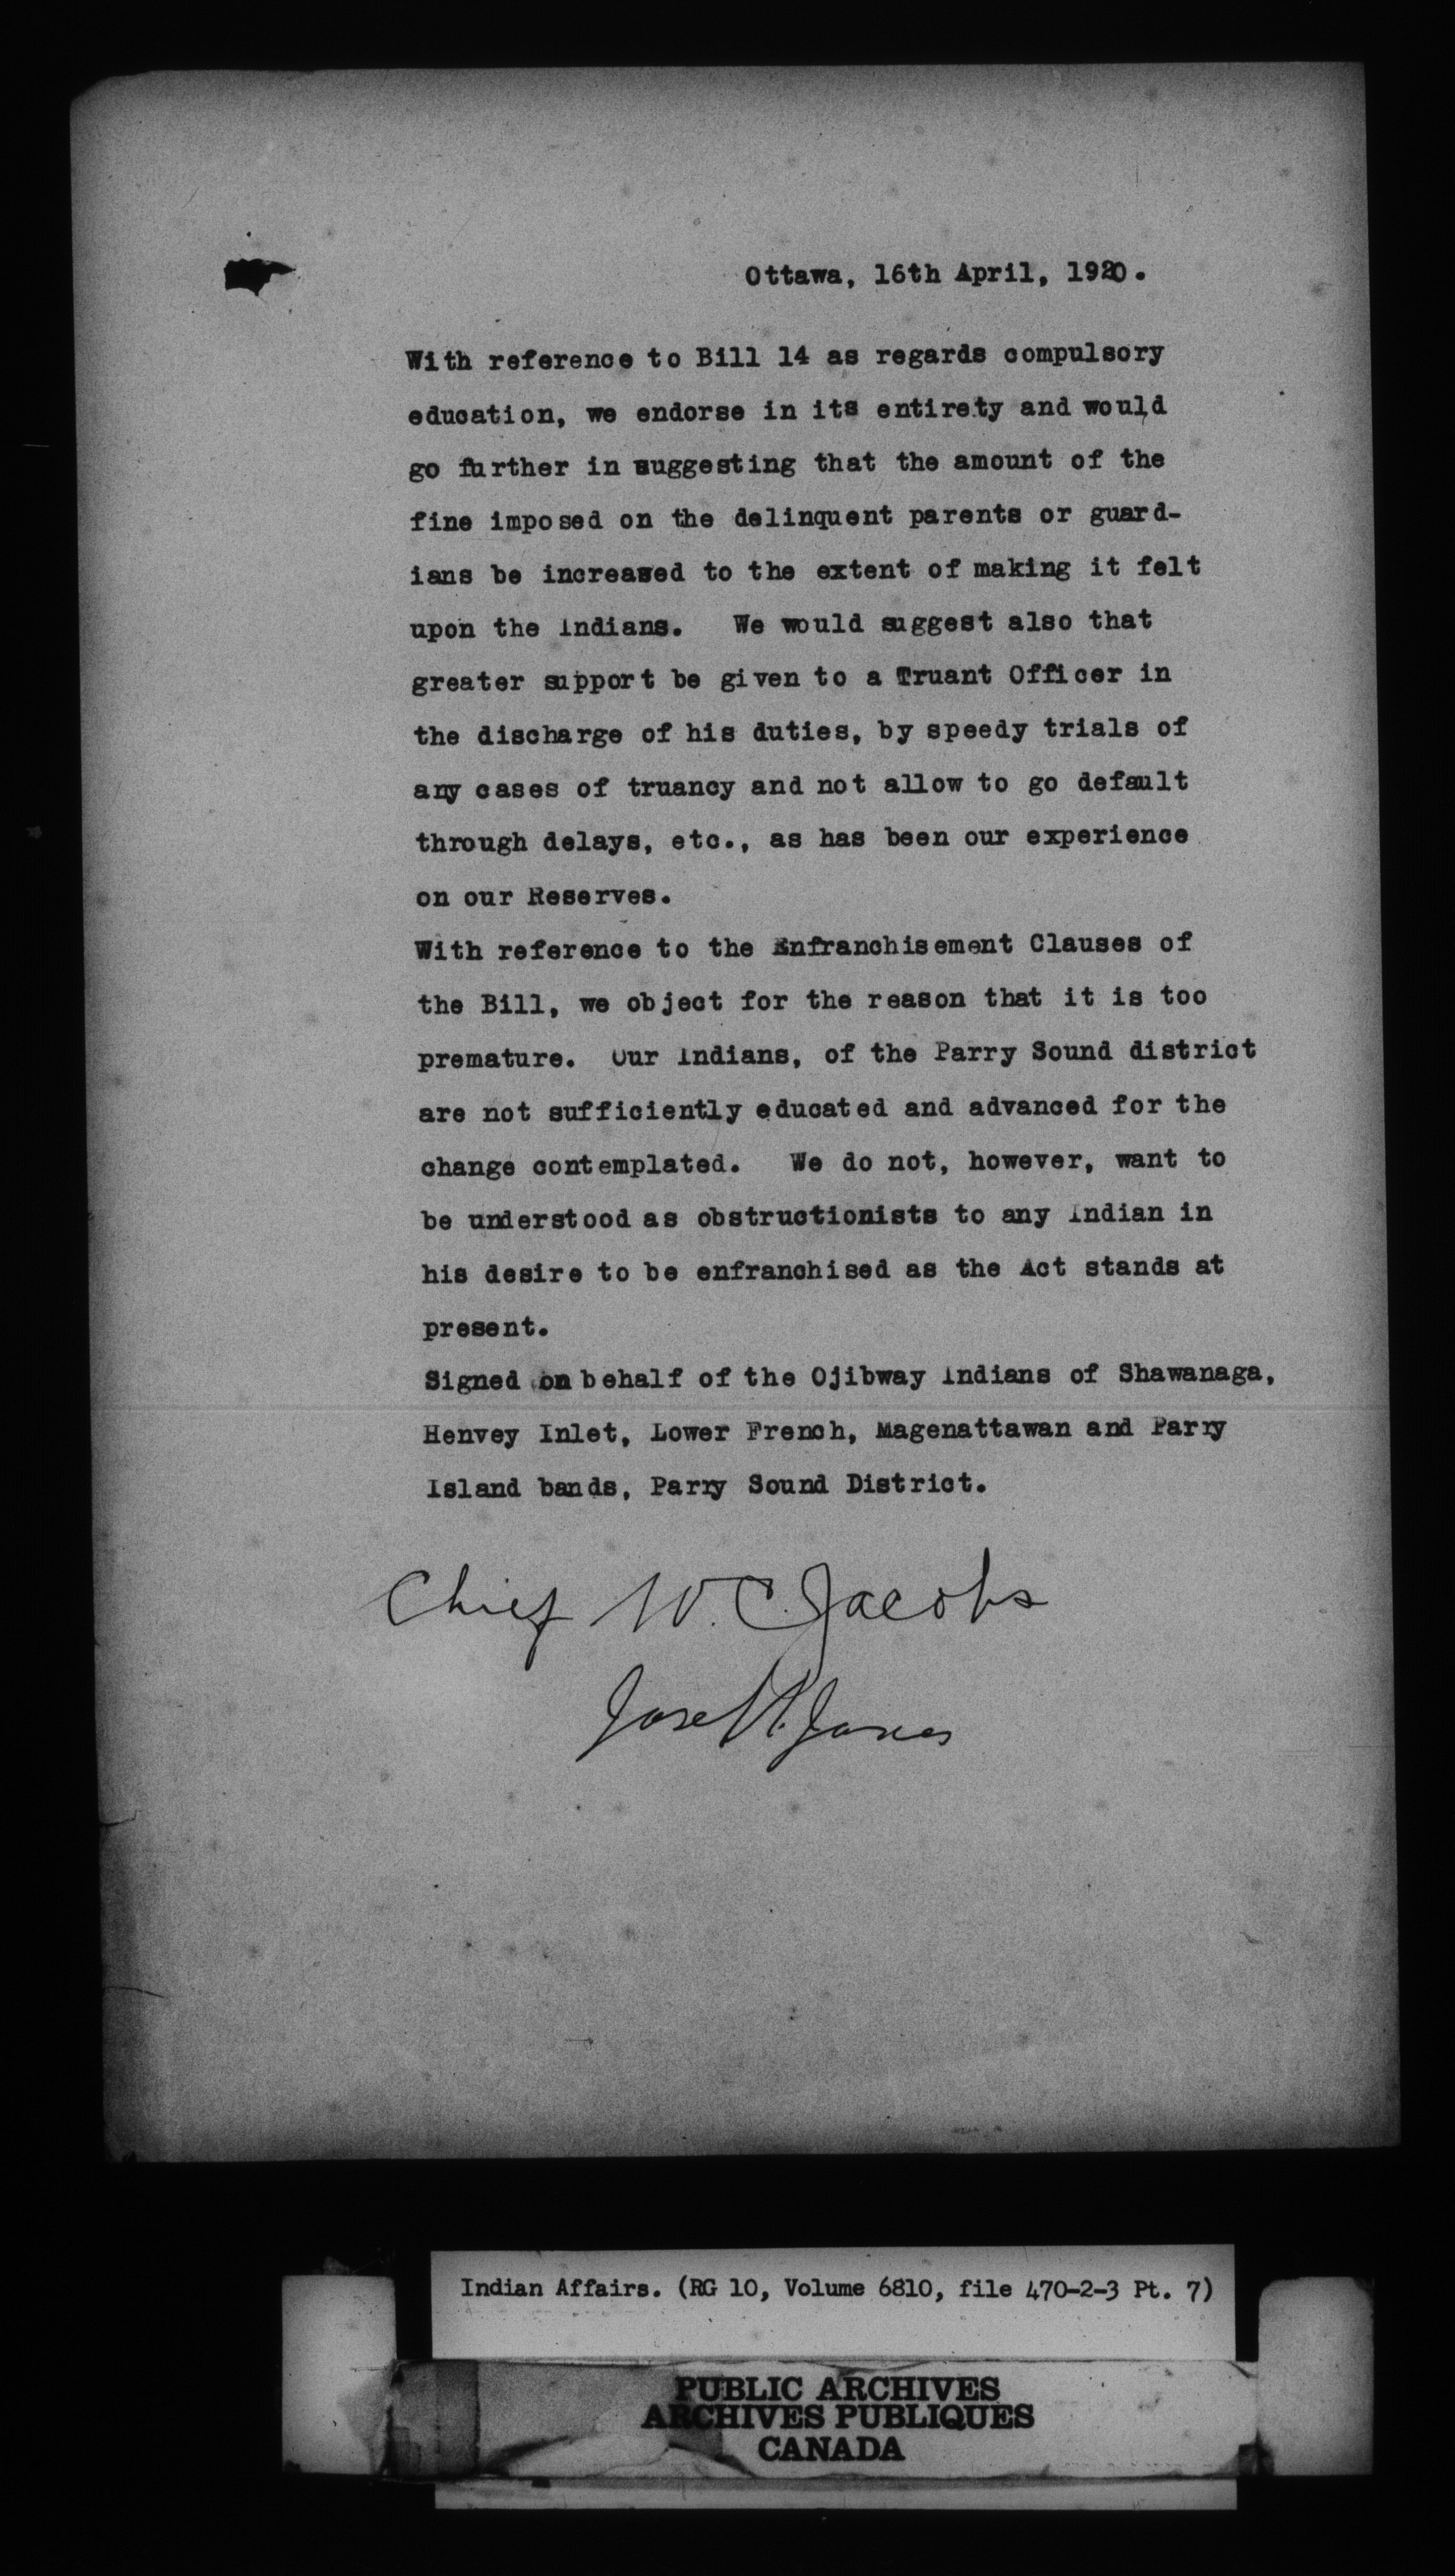 Ottawa, 16th April, 1920.
With reference to Bill 14 as regards compulsory
education, we endorse in its entirety and would
go further in suggesting that the amount of the
fine imposed on the delinquent parents or guard-
ians be increased to the extent of making it felt
upon the Indians. We would suggest also that
greater support be given to a Truant Officer in
the discharge of his duties, by speedy trials of
any cases of truancy and not allow to go default
through delays, etc., as has been our experience
on our Reserves.
With reference to the Enfranchisement Clauses of
the Bill, we object for the reason that it is too
premature. Our Indians, of the Parry Sound district
are not sufficiently educated and advanced for the
change contemplated. We do not, however, want to
be understood as obstructionists to any Indian in
his desire to be enfranchised as the Act stands at
present.
Signed on behalf of the Ojibway Indians of Shawanaga,
Henvey Inlet, Lower French, Magenattawan and Parry
Island bands, Parry Sound District.
Chief W. C. Jacobs
Jones
Indian Affairs. (RG 10, Volume 6810, file 470-2-3 Pt. 7)
PUBLIC ARCHIVES
ARCHIVES PUBLIQUES
CANADA